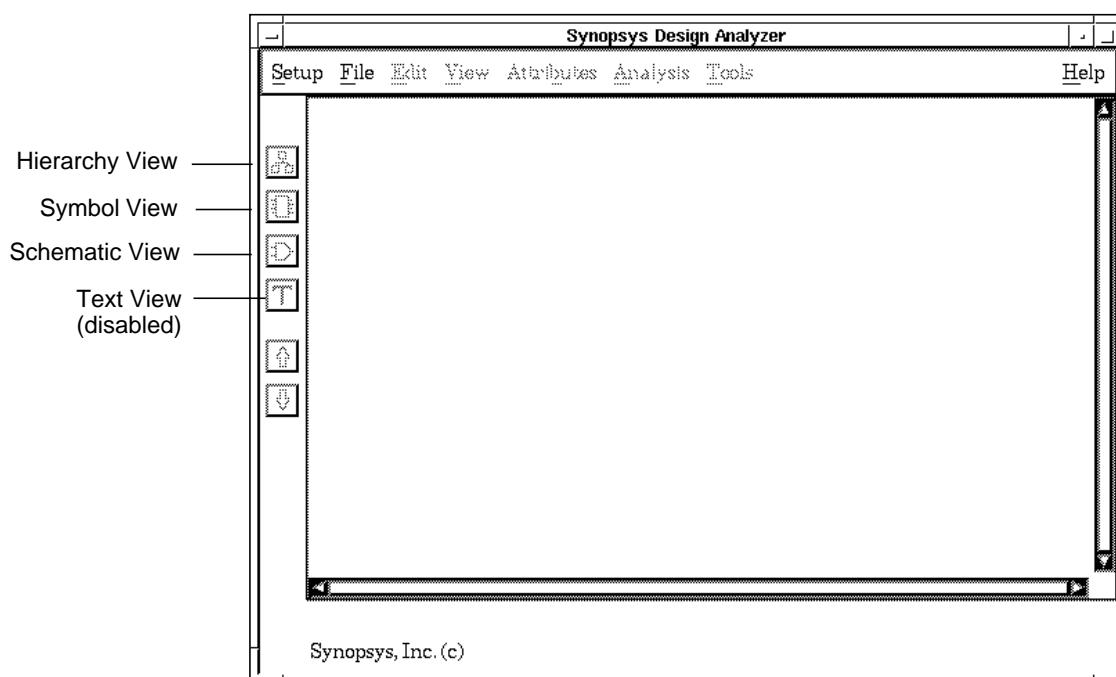 Synopsys Design Analyzer
Setup File Edit View Attributes Analysis Tools Help
Hierarchy View
Symbol View
Schematic View
T
Text View
(disabled)
Synopsys, Inc. (c)